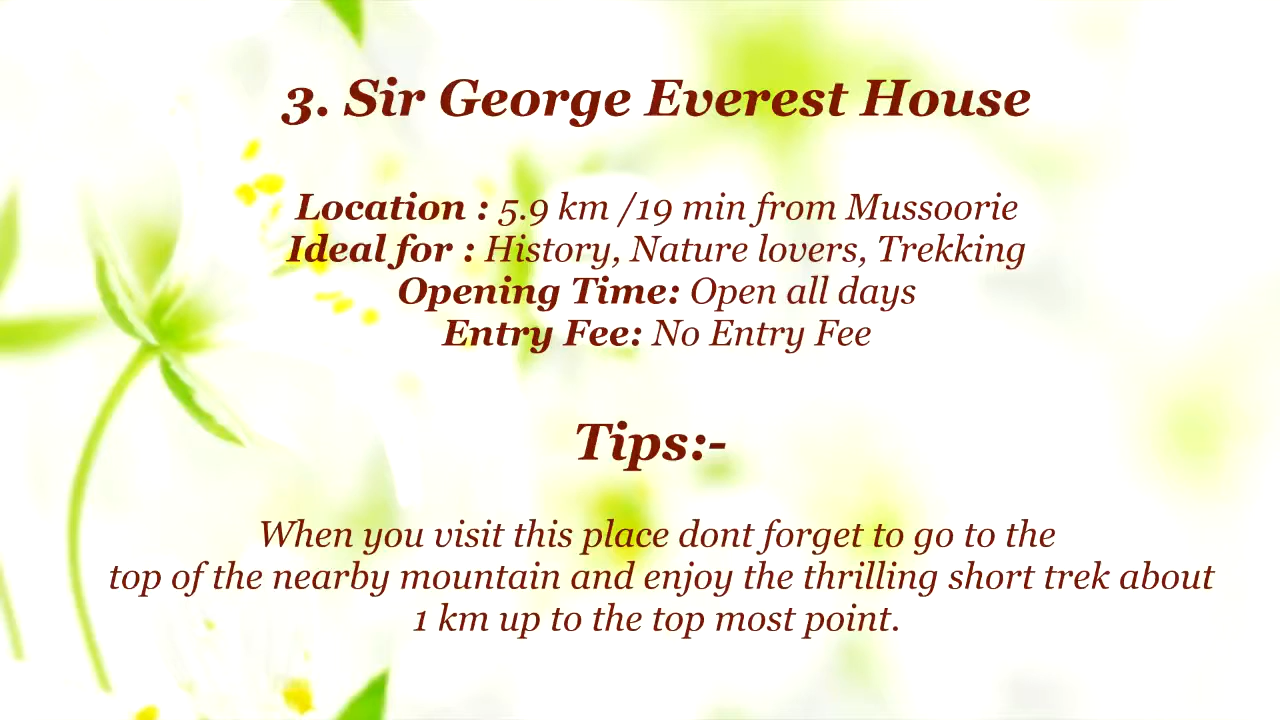 3. Sir George Everest House
Location : 5.9 km /19 min from Mussoorie
Ideal for : History, Nature lovers, Trekking
Opening Time: Open all days
Entry Fee: No Entry Fee
Tips:-
When you visit this place dont forget to go to the
top of the nearby mountain and enjoy the thrilling short trek about
1 km up to the top most point.